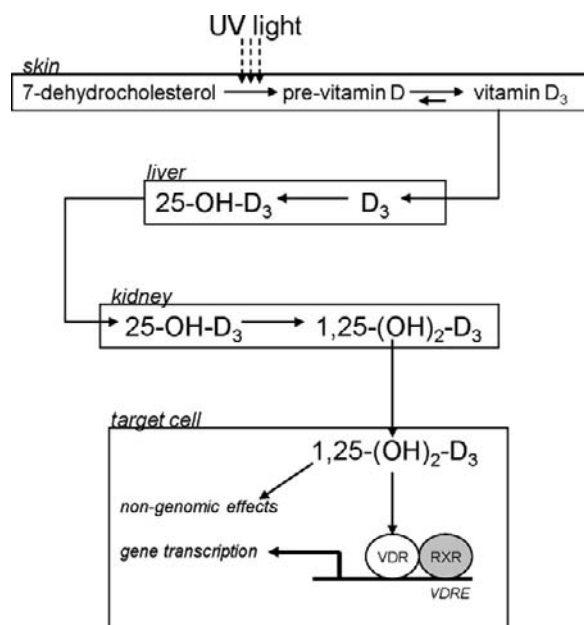 UV light
skin
7-dehydrocholesterol pre-vitamin D vitamin D₃
liver
25-OH-D₃ D₃
kidney
25-OH-D₃ 1,25-(OH)₂-D₃
target cell
1,25-(OH)₂-D₃
non-genomic effects
gene transcription VDR RXR
VDRE